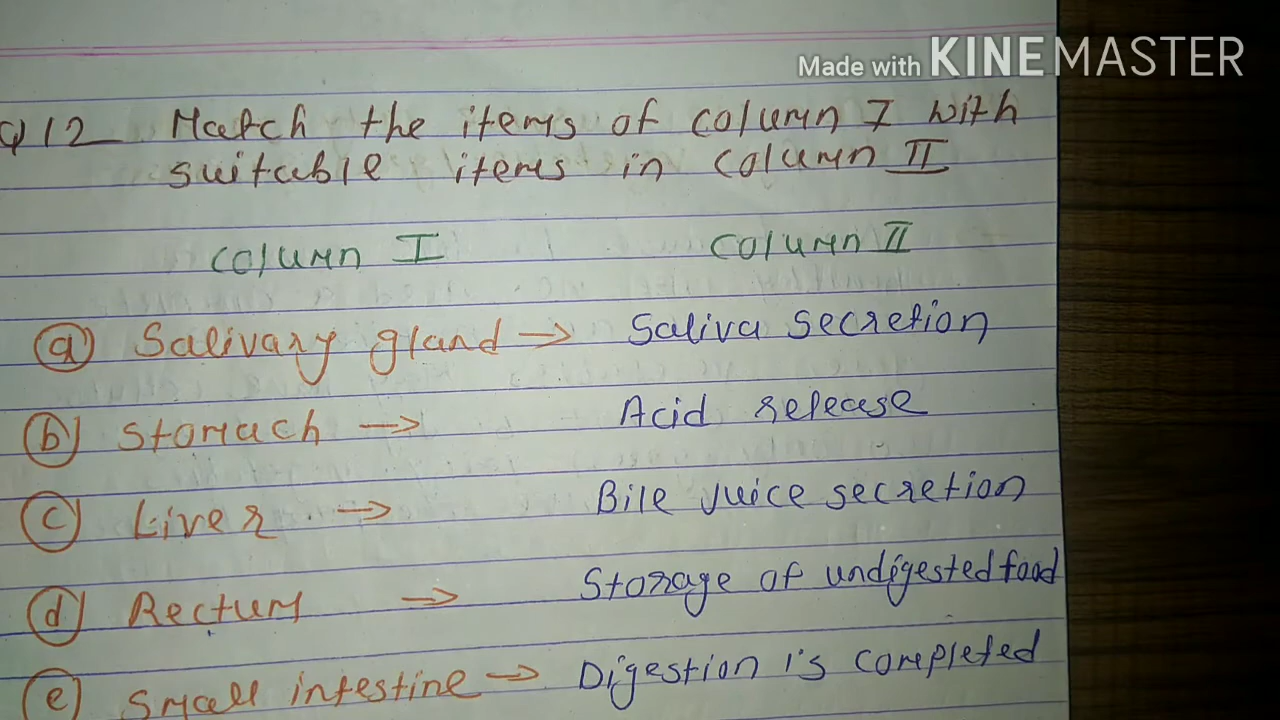 Made with KINEMASTER
Q12 Match the items of column I with
suitable items in column II
Column I Column II
(a) Salivary gland → Saliva secretion
(b) Stomach → Acid release
(c) Liver → Bile juice secretion
(d) Rectum → Storage of undigested food
(e) Small intestine → Digestion is completed